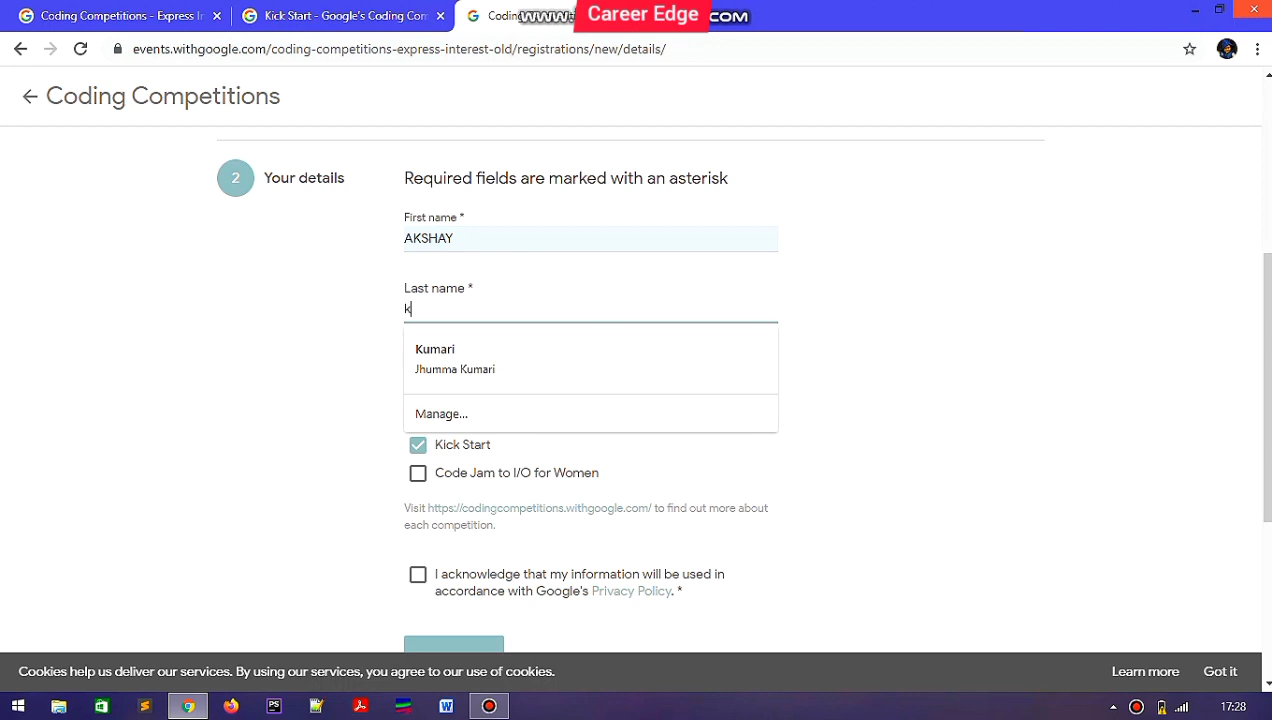 Coding Competitions - Express In
Kick Start - Google's Coding Com
Codin
www
Career Edge
.COM
events.withgoogle.com/coding-competitions-express-interest-old/registrations/new/details/
Coding Competitions
2
Your details
Required fields are marked with an asterisk
First name *
AKSHAY
Last name *
k
Kumari
Jhumma Kumari
Manage...
Kick Start
Code Jam to I/O for Women
Visit https://codingcompetitions.withgoogle.com/ to find out more about
each competition.
I acknowledge that my information will be used in
accordance with Google's Privacy Policy. *
Cookies help us deliver our services. By using our services, you agree to our use of cookies.
Learn more
Got it
PS
W
17:28